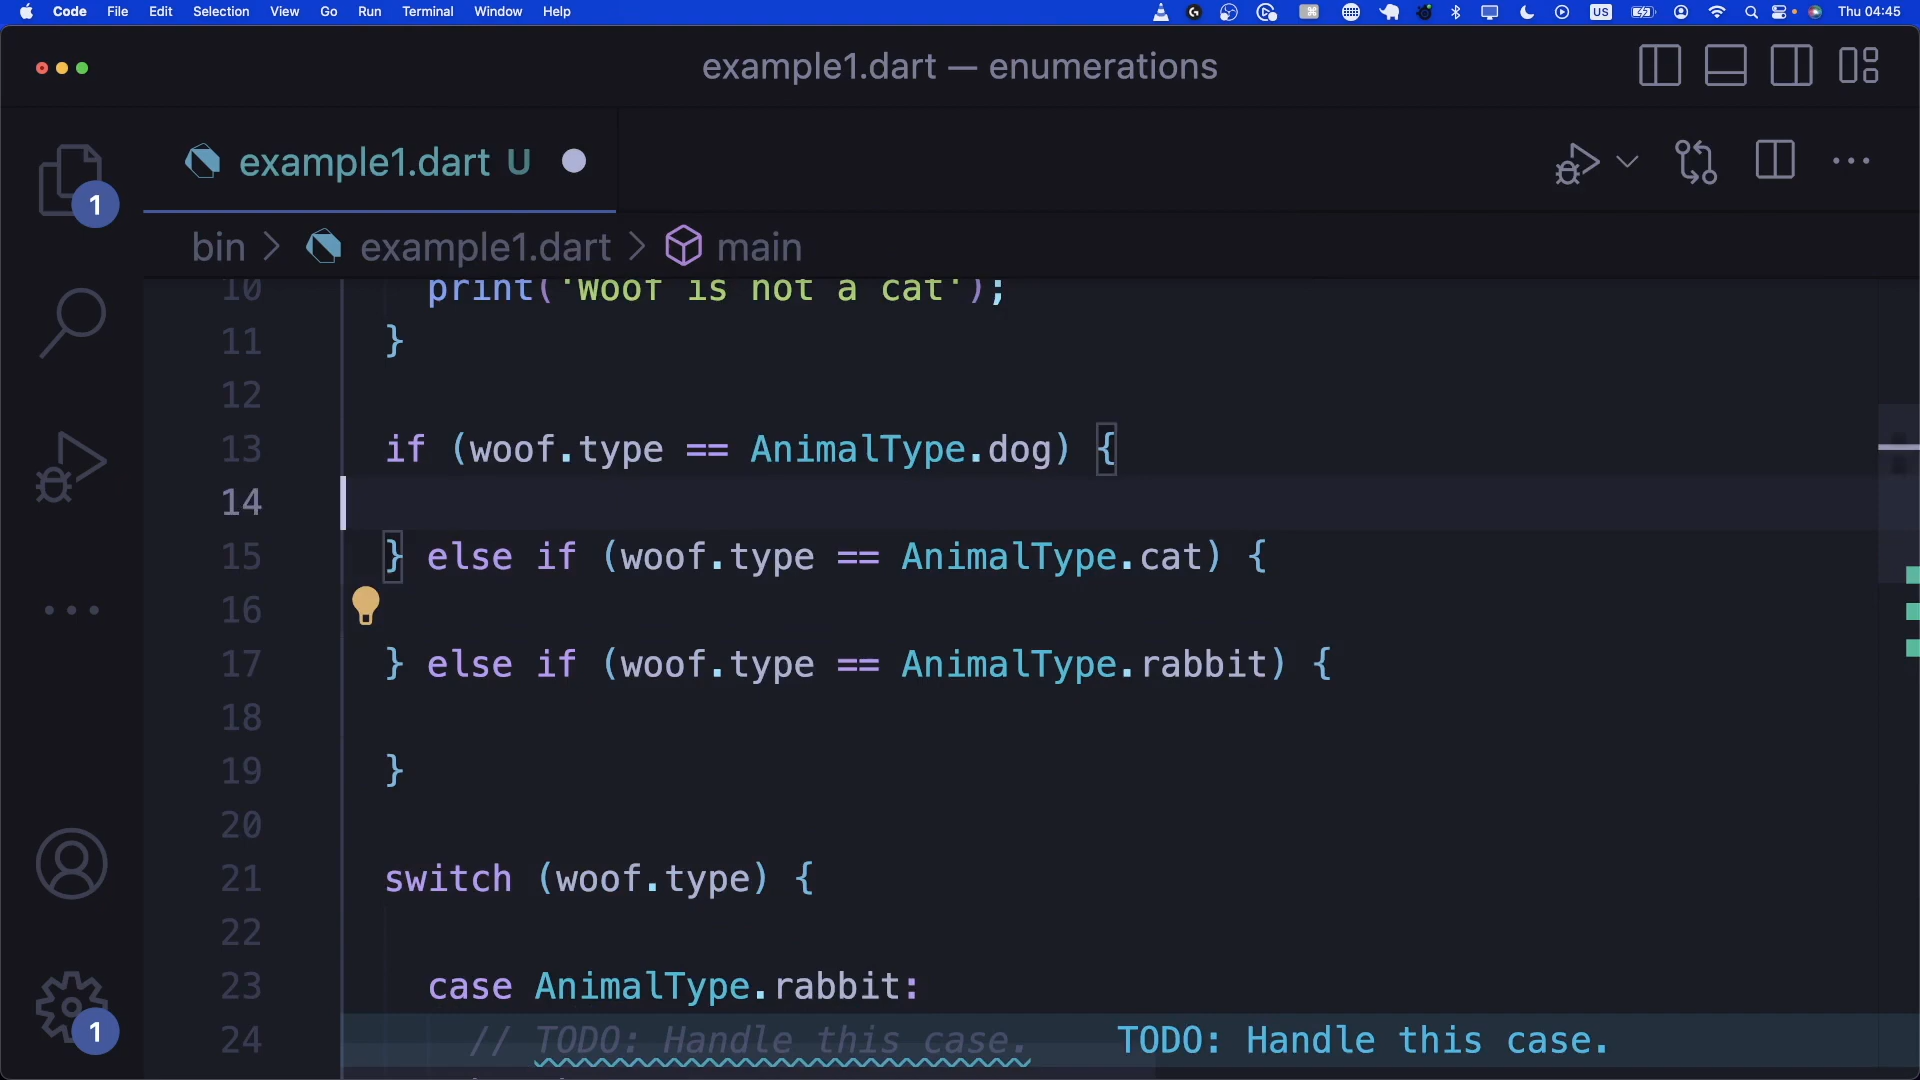 Code File Edit Selection View Go Run Terminal Window Help US Thu 04:45
example1.dart — enumerations
example1.dart U
1
bin > example1.dart > main
10 print('Woof is not a cat');
11 }
12
13 if (woof.type == AnimalType.dog) {
14
15 } else if (woof.type == AnimalType.cat) {
16
17 } else if (woof.type == AnimalType.rabbit) {
18
19 }
20
21 switch (woof.type) {
22
23 case AnimalType.rabbit:
1
24 // TODO: Handle this case. TODO: Handle this case.